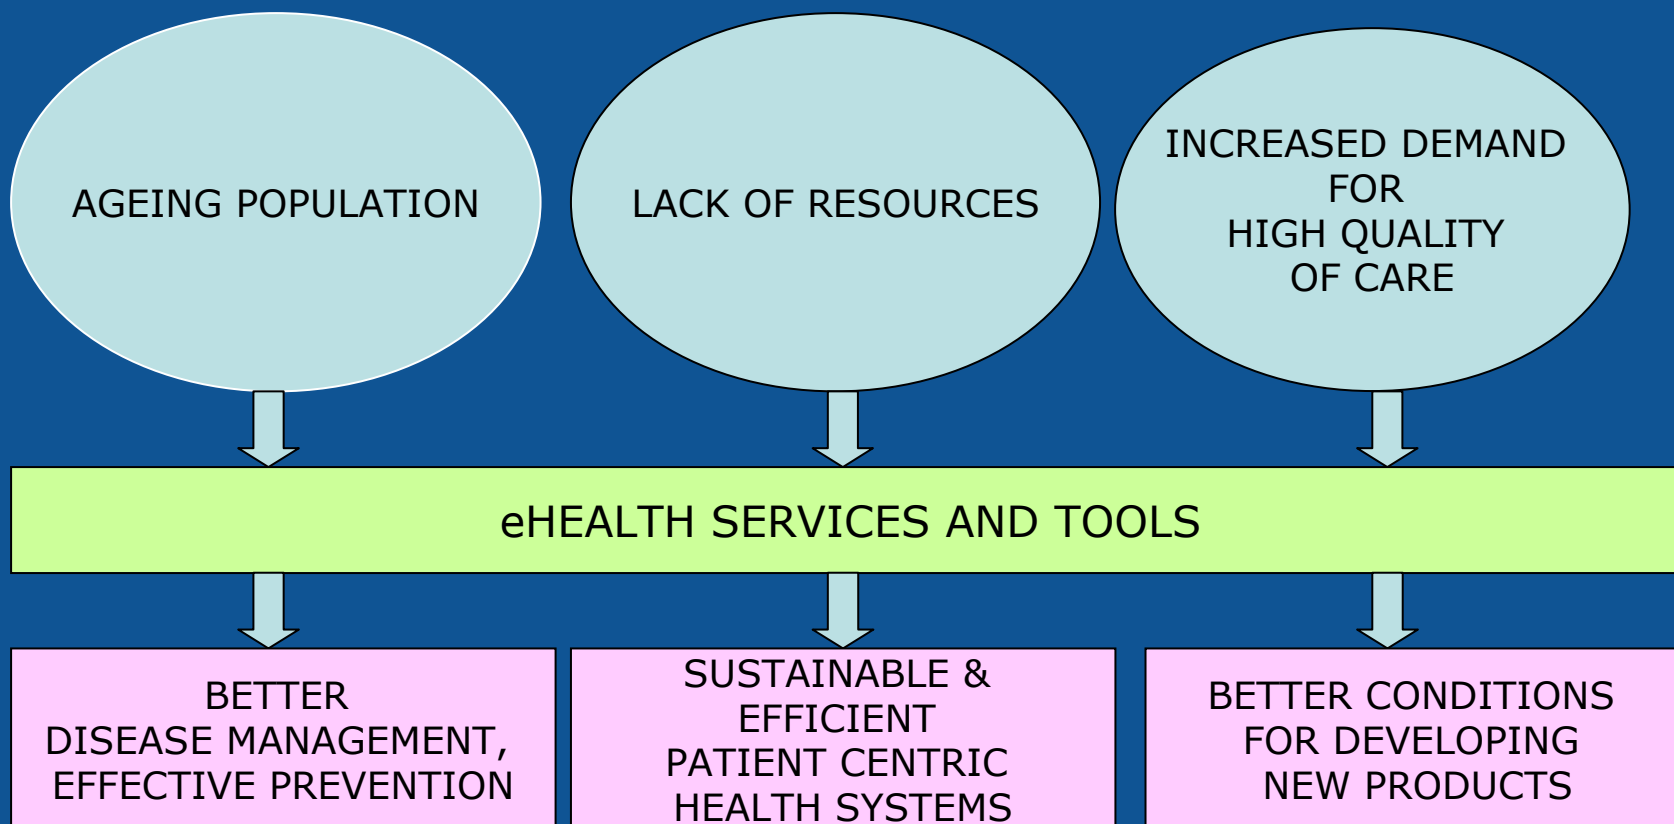 AGEING POPULATION
LACK OF RESOURCES
INCREASED DEMAND
FOR
HIGH QUALITY
OF CARE
eHEALTH SERVICES AND TOOLS
BETTER
DISEASE MANAGEMENT,
EFFECTIVE PREVENTION
SUSTAINABLE &
EFFICIENT
PATIENT CENTRIC
HEALTH SYSTEMS
BETTER CONDITIONS
FOR DEVELOPING
NEW PRODUCTS